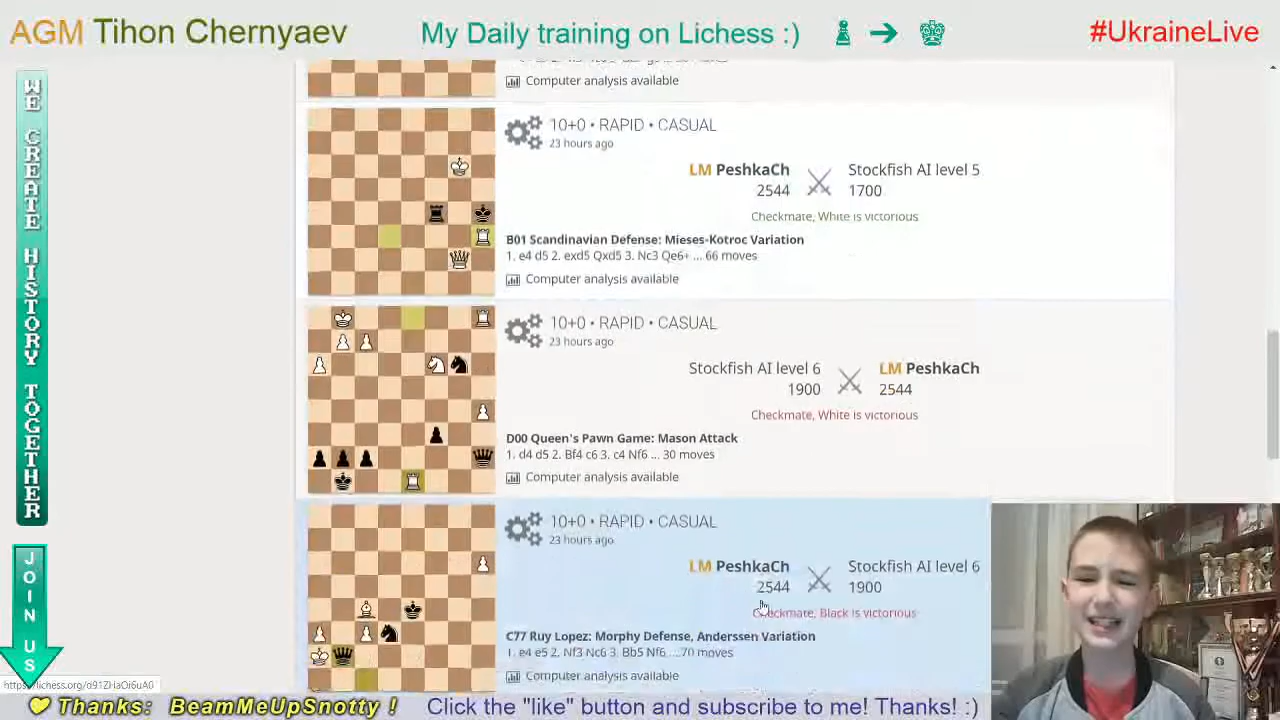 AGM Tihon Chernyaev
My Daily training on Lichess :)
#UkraineLive
WE CREATE HISTORY TOGETHER
JOIN US
Computer analysis available
10+0 • RAPID • CASUAL
23 hours ago
LM PeshkaCh
2544
Stockfish AI level 5
1700
Checkmate, White is victorious
B01 Scandinavian Defense: Mieses-Kotroc Variation
1. e4 d5 2. exd5 Qxd5 3. Nc3 Qe6+ ... 66 moves
Computer analysis available
10+0 • RAPID • CASUAL
23 hours ago
Stockfish AI level 6
1900
LM PeshkaCh
2544
Checkmate, White is victorious
D00 Queen's Pawn Game: Mason Attack
1. d4 d5 2. Bf4 c6 3. c4 Nf6 ... 30 moves
Computer analysis available
10+0 • RAPID • CASUAL
23 hours ago
LM PeshkaCh
2544
Stockfish AI level 6
1900
Checkmate, Black is victorious
C77 Ruy Lopez: Morphy Defense, Anderssen Variation
1. e4 e5 2. Nf3 Nc6 3. Bb5 Nf6 ... 70 moves
Computer analysis available
Thanks: BeamMeUpSnotty !
Click the "like" button and subscribe to me! Thanks! :)